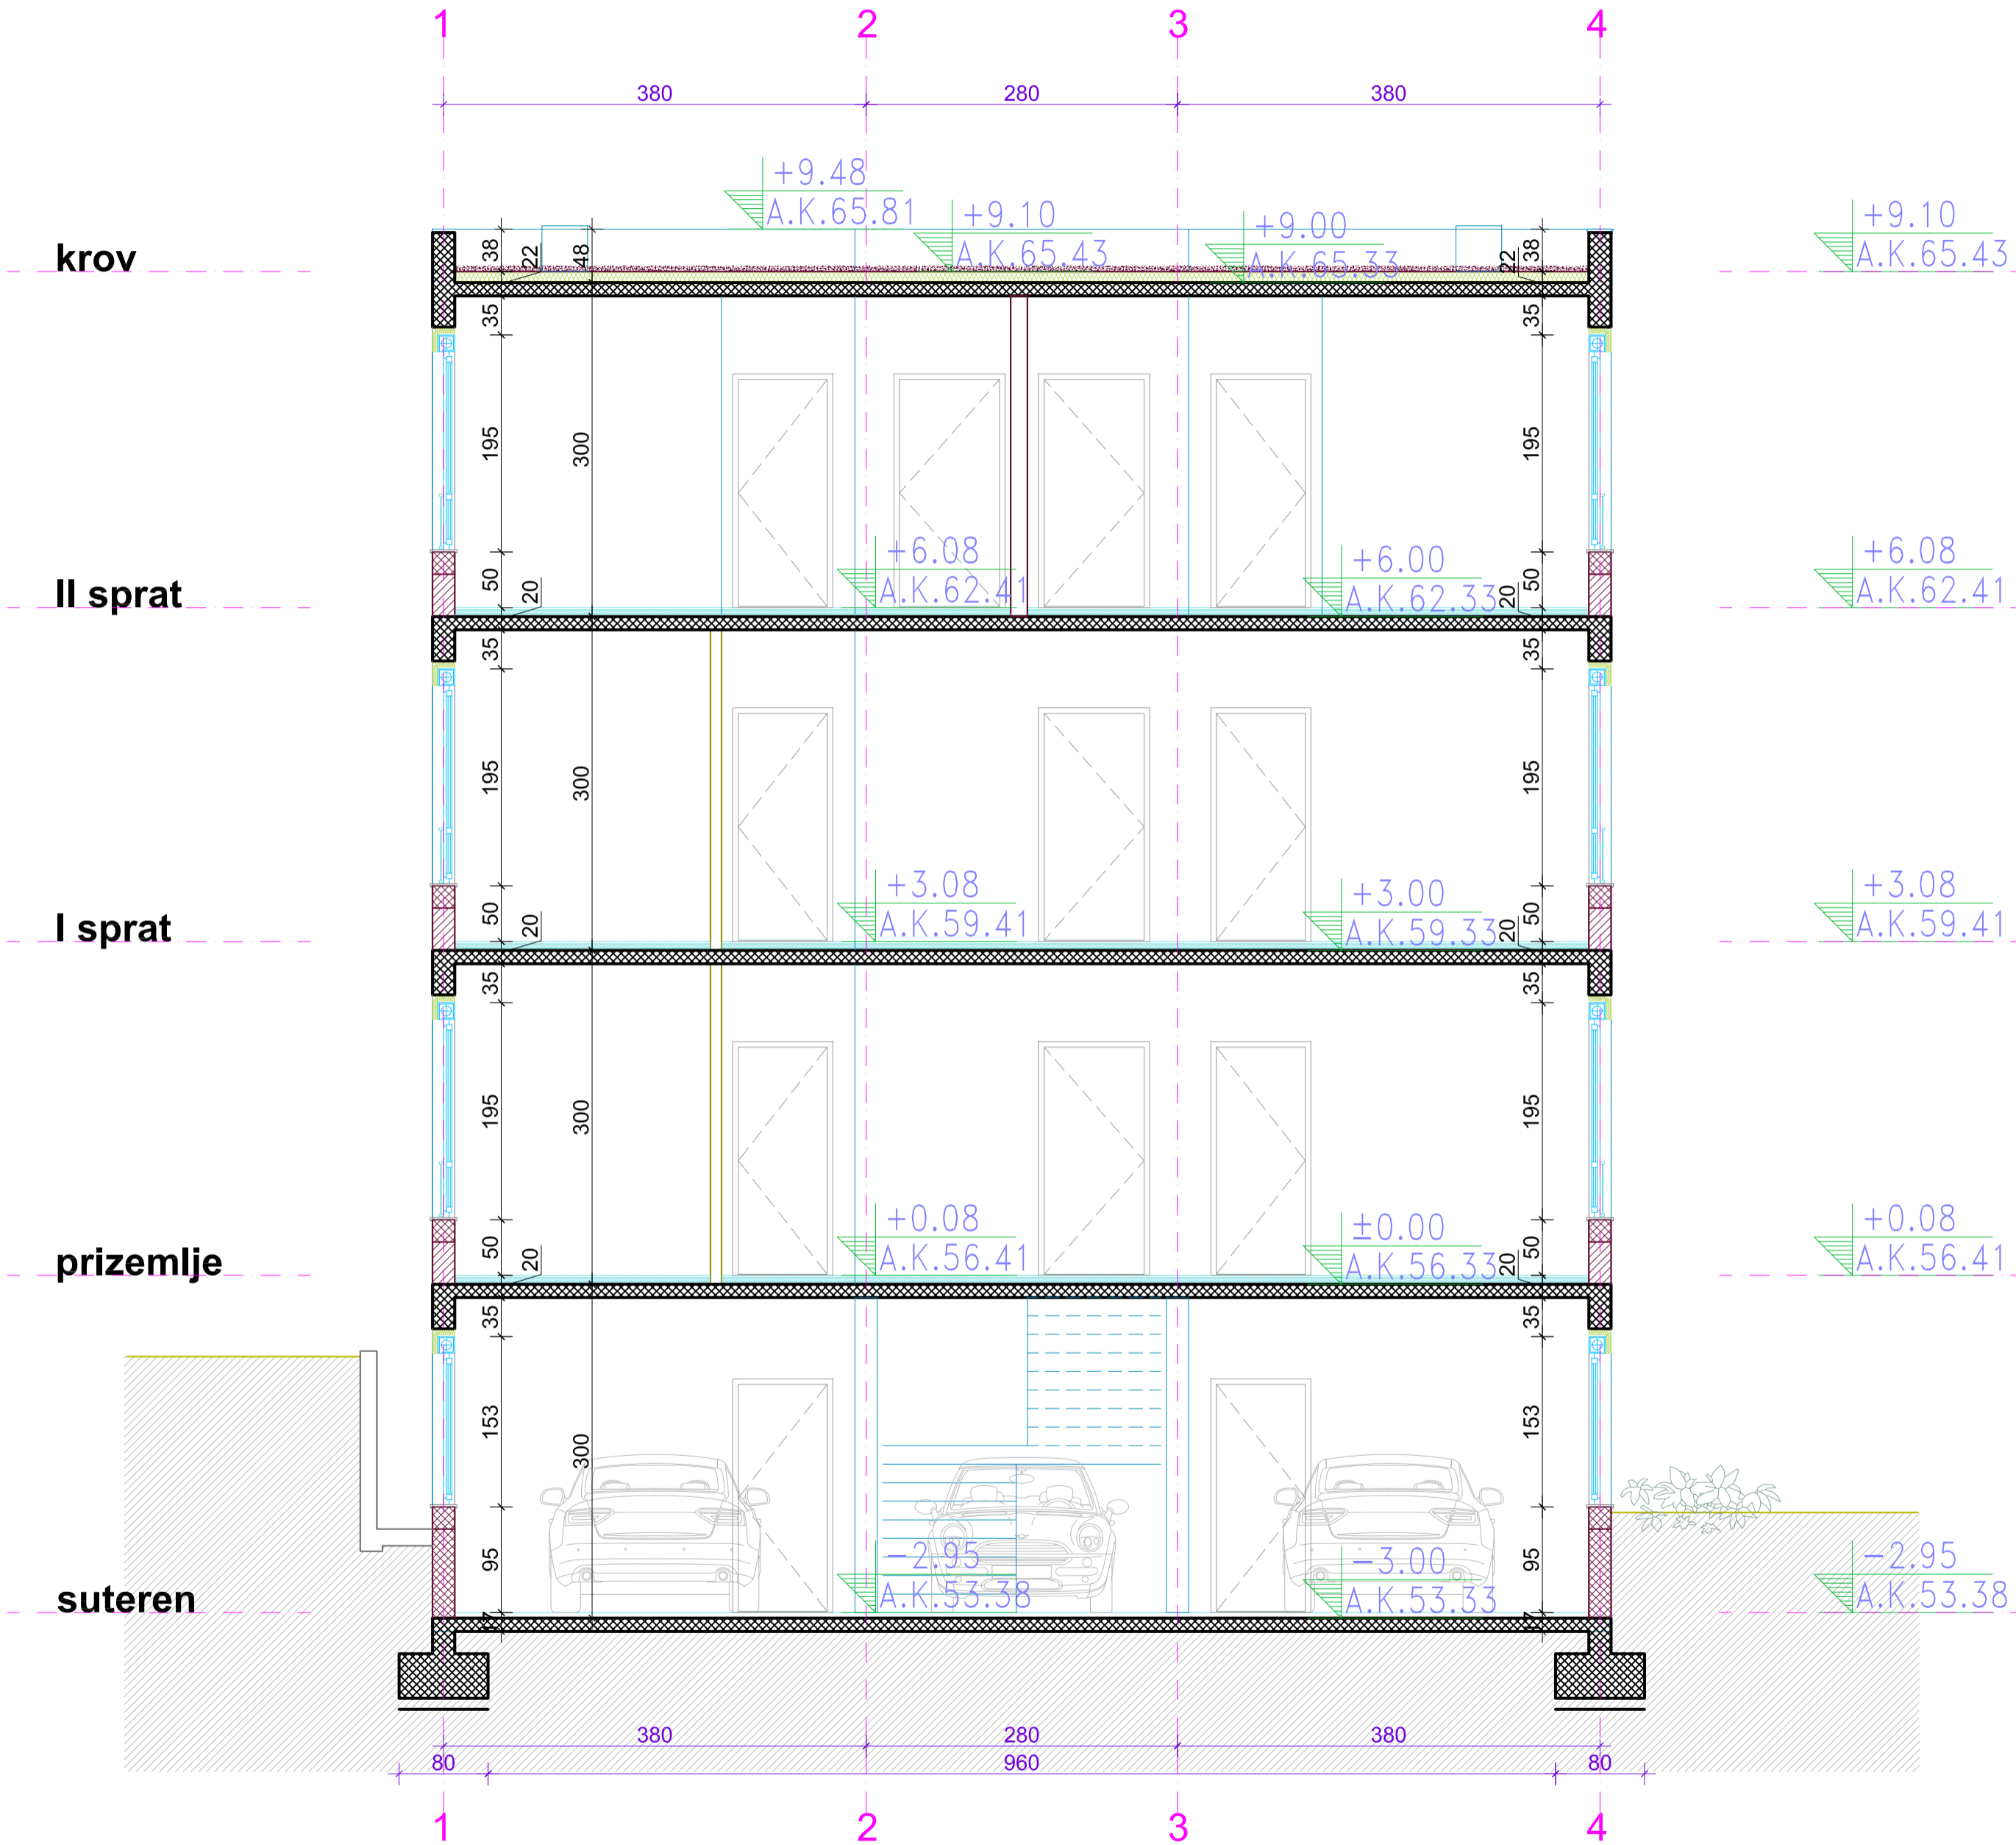 1 2 3 4
380 280 380
+9.48
A.K.65.81
+9.10
A.K.65.43
+9.00
A.K.65.33
+9.10
A.K.65.43
krov
38 22 48 22 38
35 35
195 300 195
+6.08
A.K.62.41
+6.00
A.K.62.33
+6.08
A.K.62.41
II sprat
50 20 20 50
35 35
195 300 195
+3.08
A.K.59.41
+3.00
A.K.59.33
+3.08
A.K.59.41
I sprat
50 20 20 50
35 35
195 300 195
+0.08
A.K.56.41
±0.00
A.K.56.33
+0.08
A.K.56.41
prizemlje
50 20 20 50
35 35
153 300 153
95 95
−2.95
A.K.53.38
−3.00
A.K.53.33
−2.95
A.K.53.38
suteren
17 17
380 280 380
80 960 80
1 2 3 4